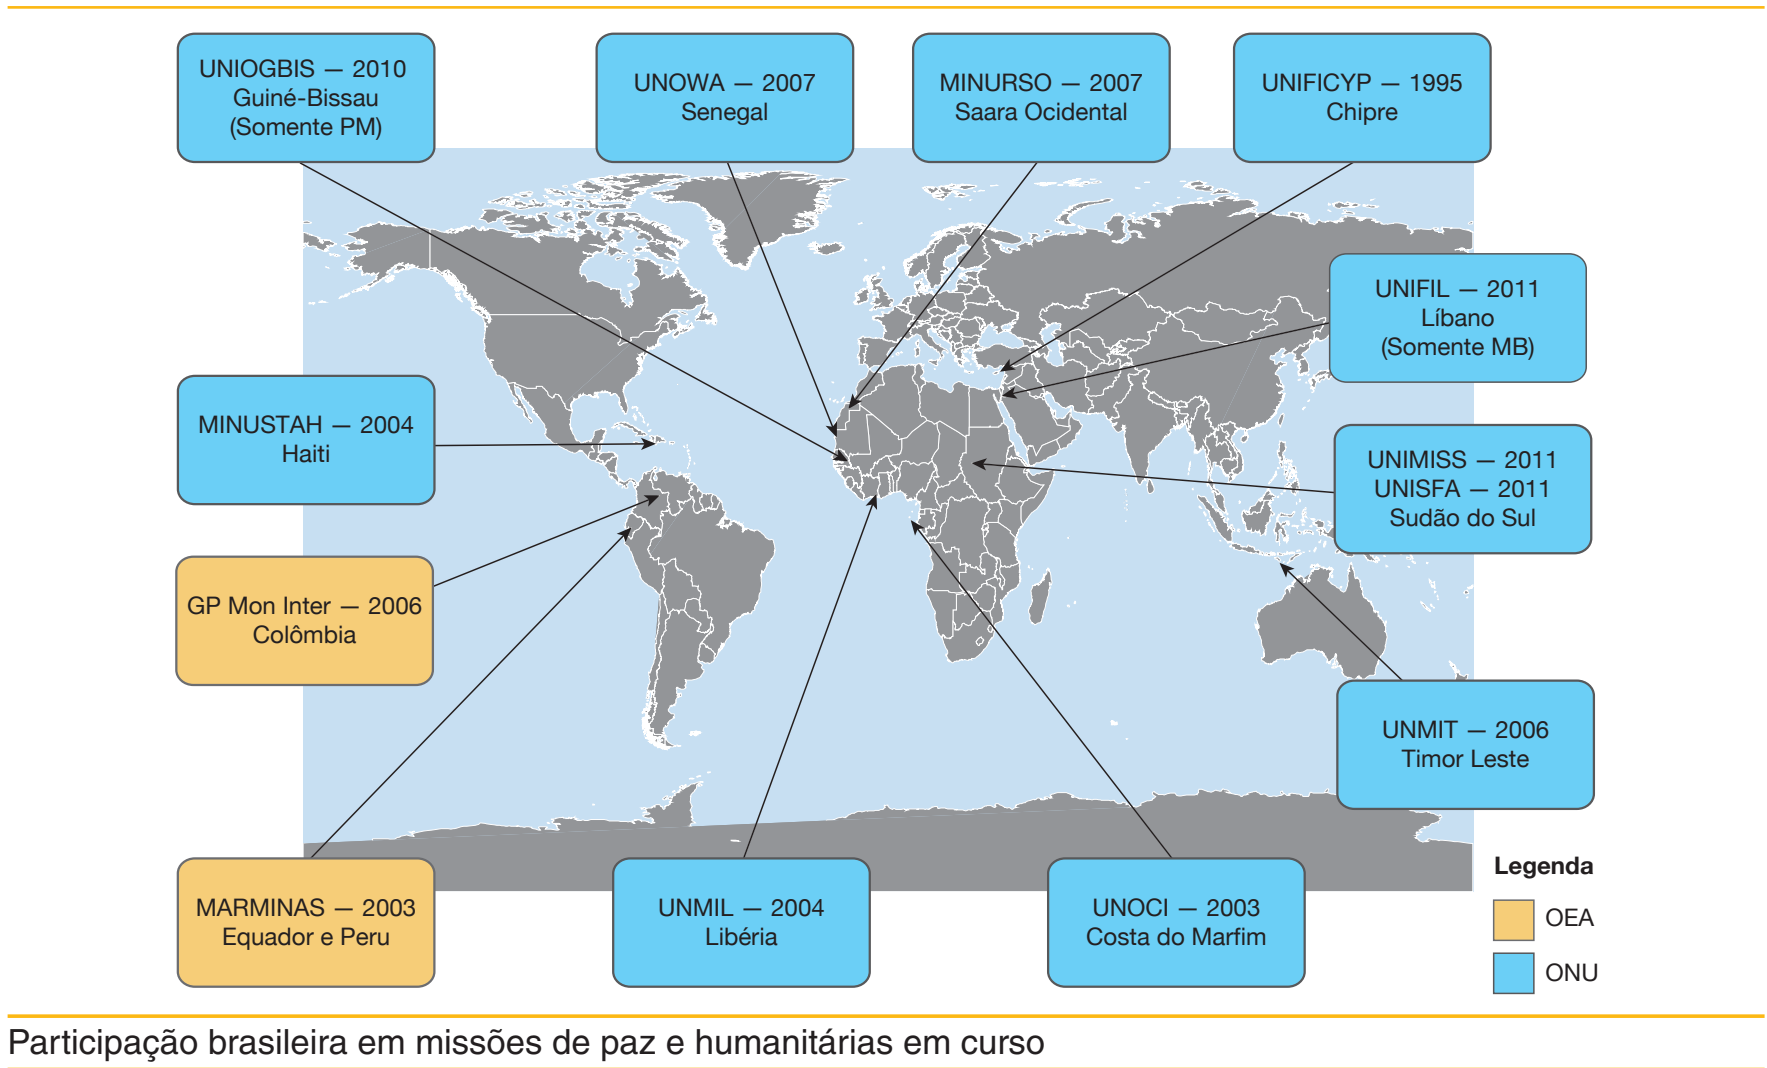 UNIOGBIS — 2010
Guiné-Bissau
(Somente PM)
UNOWA — 2007
Senegal
MINURSO — 2007
Saara Ocidental
UNIFICYP — 1995
Chipre
UNIFIL — 2011
Líbano
(Somente MB)
MINUSTAH — 2004
Haiti
UNIMISS — 2011
UNISFA — 2011
Sudão do Sul
GP Mon Inter — 2006
Colômbia
UNMIT — 2006
Timor Leste
MARMINAS — 2003
Equador e Peru
UNMIL — 2004
Libéria
UNOCI — 2003
Costa do Marfim
Legenda
OEA
ONU
Participação brasileira em missões de paz e humanitárias em curso